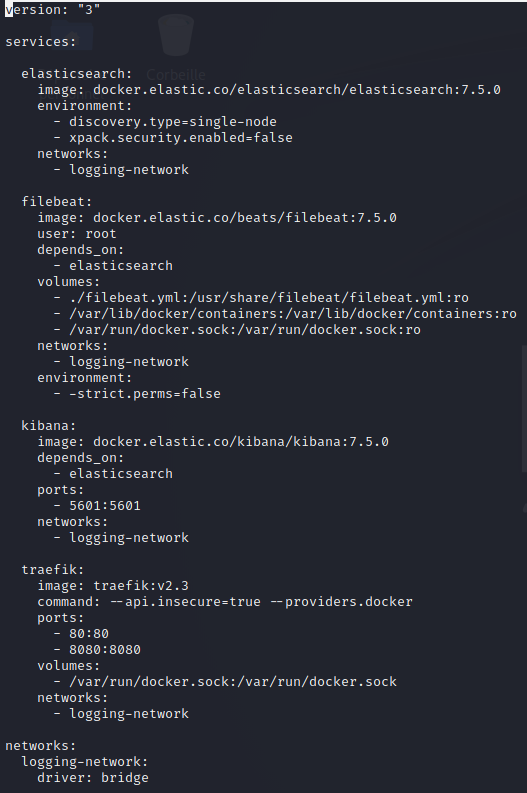 version: "3"
services:
elasticsearch:
Corbeille
image: docker.elastic.co/elasticsearch/elasticsearch:7.5.0
environment:
- discovery.type=single-node
- xpack.security.enabled=false
networks:
- logging-network
filebeat:
image: docker.elastic.co/beats/filebeat:7.5.0
user: root
depends_on:
- elasticsearch
volumes:
- ./filebeat.yml:/usr/share/filebeat/filebeat.yml:ro
- /var/lib/docker/containers:/var/lib/docker/containers:ro
- /var/run/docker.sock:/var/run/docker.sock:ro
networks:
- logging-network
environment:
- -strict.perms=false
kibana:
image: docker.elastic.co/kibana/kibana:7.5.0
depends_on:
- elasticsearch
ports:
- 5601:5601
networks:
- logging-network
traefik:
image: traefik:v2.3
command: --api.insecure=true --providers.docker
ports:
- 80:80
- 8080:8080
volumes:
- /var/run/docker.sock:/var/run/docker.sock
networks:
- logging-network
networks:
logging-network:
driver: bridge